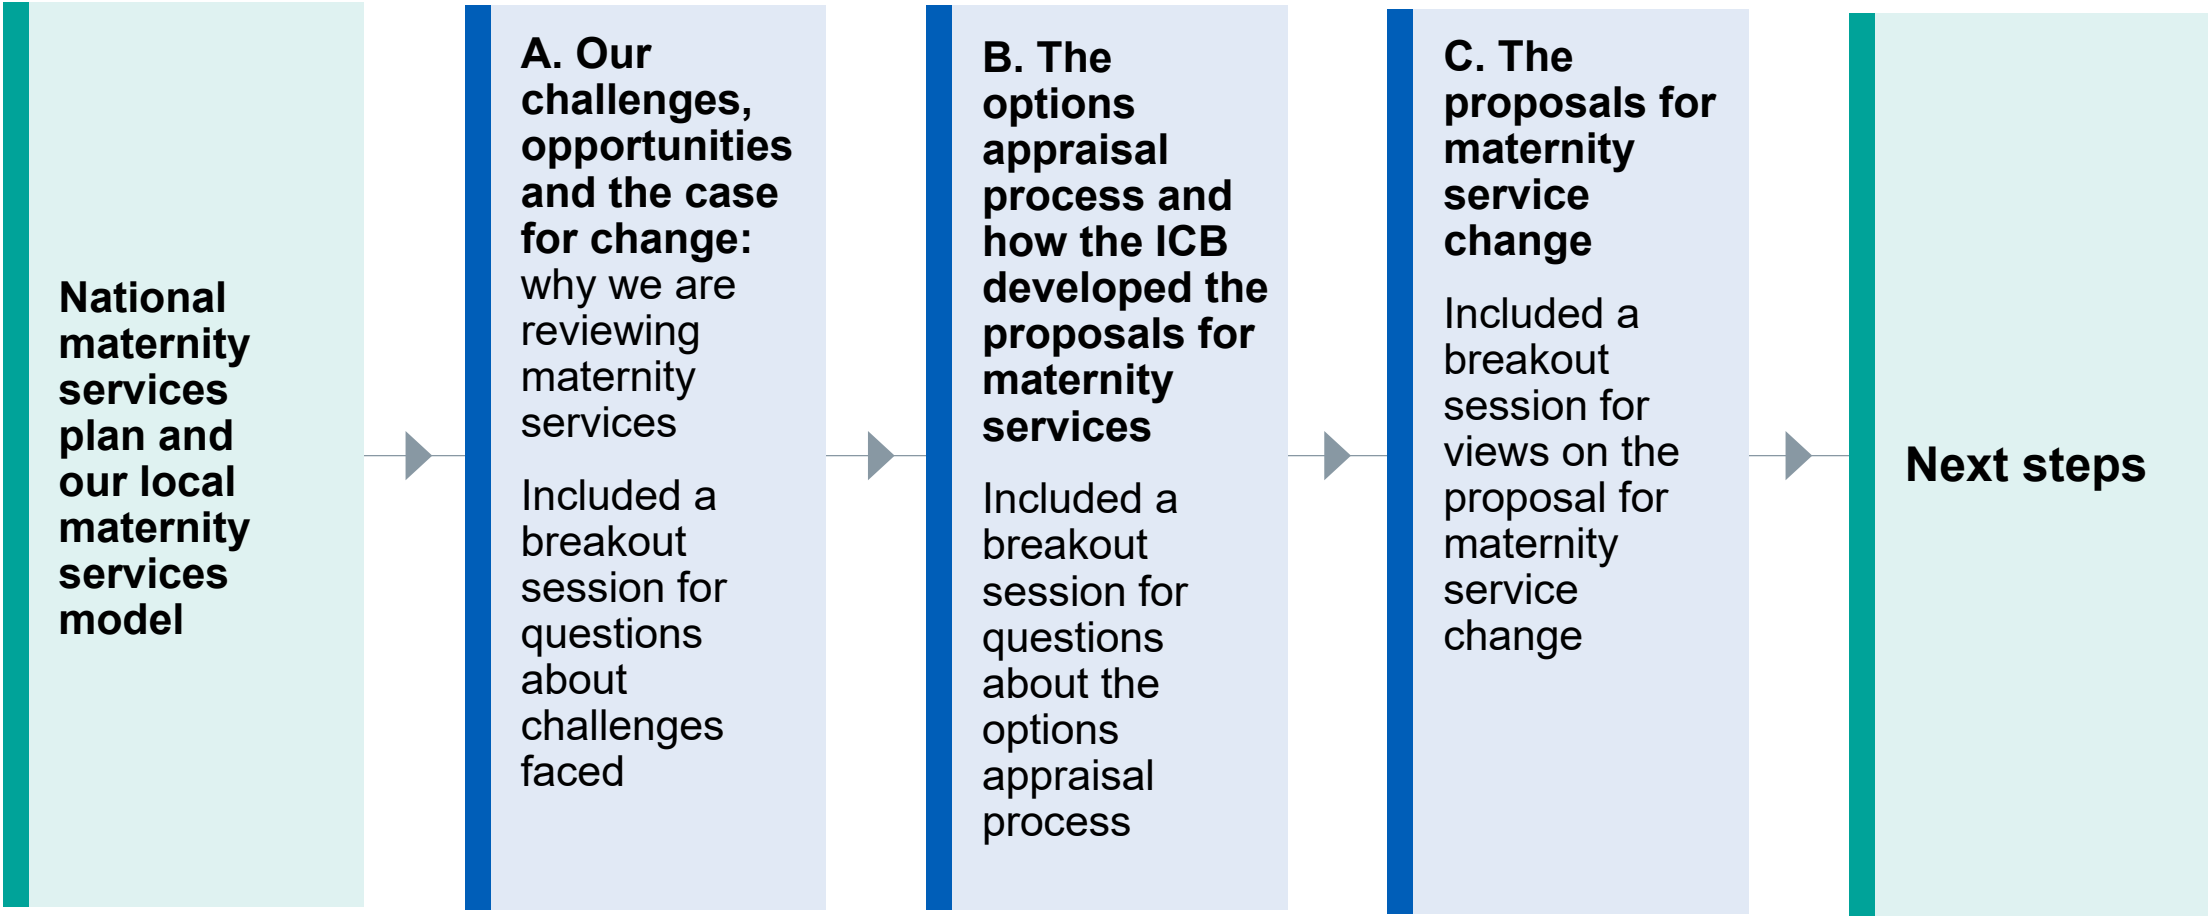 National
maternity
services
plan and
our local
maternity
services
model
A. Our
challenges,
opportunities
and the case
for change:
why we are
reviewing
maternity
services
Included a
breakout
session for
questions
about
challenges
faced
B. The
options
appraisal
process and
how the ICB
developed the
proposals for
maternity
services
Included a
breakout
session for
questions
about the
options
appraisal
process
C. The
proposals for
maternity
service
change
Included a
breakout
session for
views on the
proposal for
maternity
service
change
Next steps